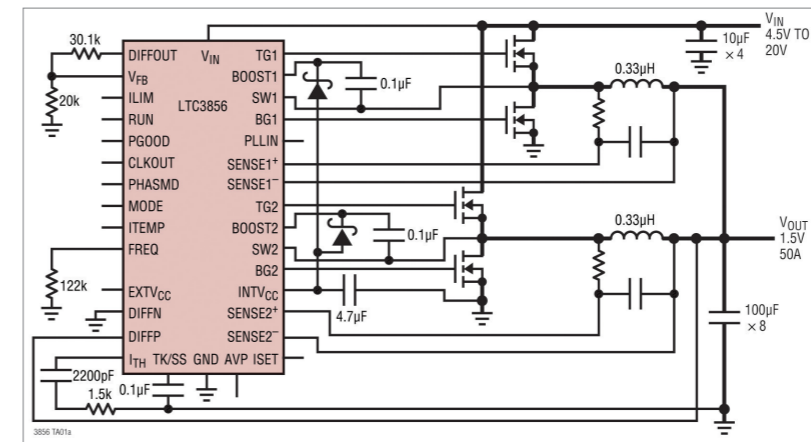 30.1k
20k
122k
2200pF
1.5k
0.1µF
DIFFOUT
VFB
ILIM
RUN
PGOOD
CLKOUT
PHASMD
MODE
ITEMP
FREQ
EXTVCC
DIFFN
DIFFP
ITH
TK/SS
GND
AVP
ISET
VIN
LTC3856
TG1
BOOST1
SW1
BG1
PLLIN
SENSE1+
SENSE1–
TG2
BOOST2
SW2
BG2
INTVCC
SENSE2+
SENSE2–
0.1µF
0.1µF
4.7µF
0.33µH
0.33µH
10µF
× 4
VIN
4.5V TO
20V
VOUT
1.5V
50A
100µF
× 8
3856 TA01a